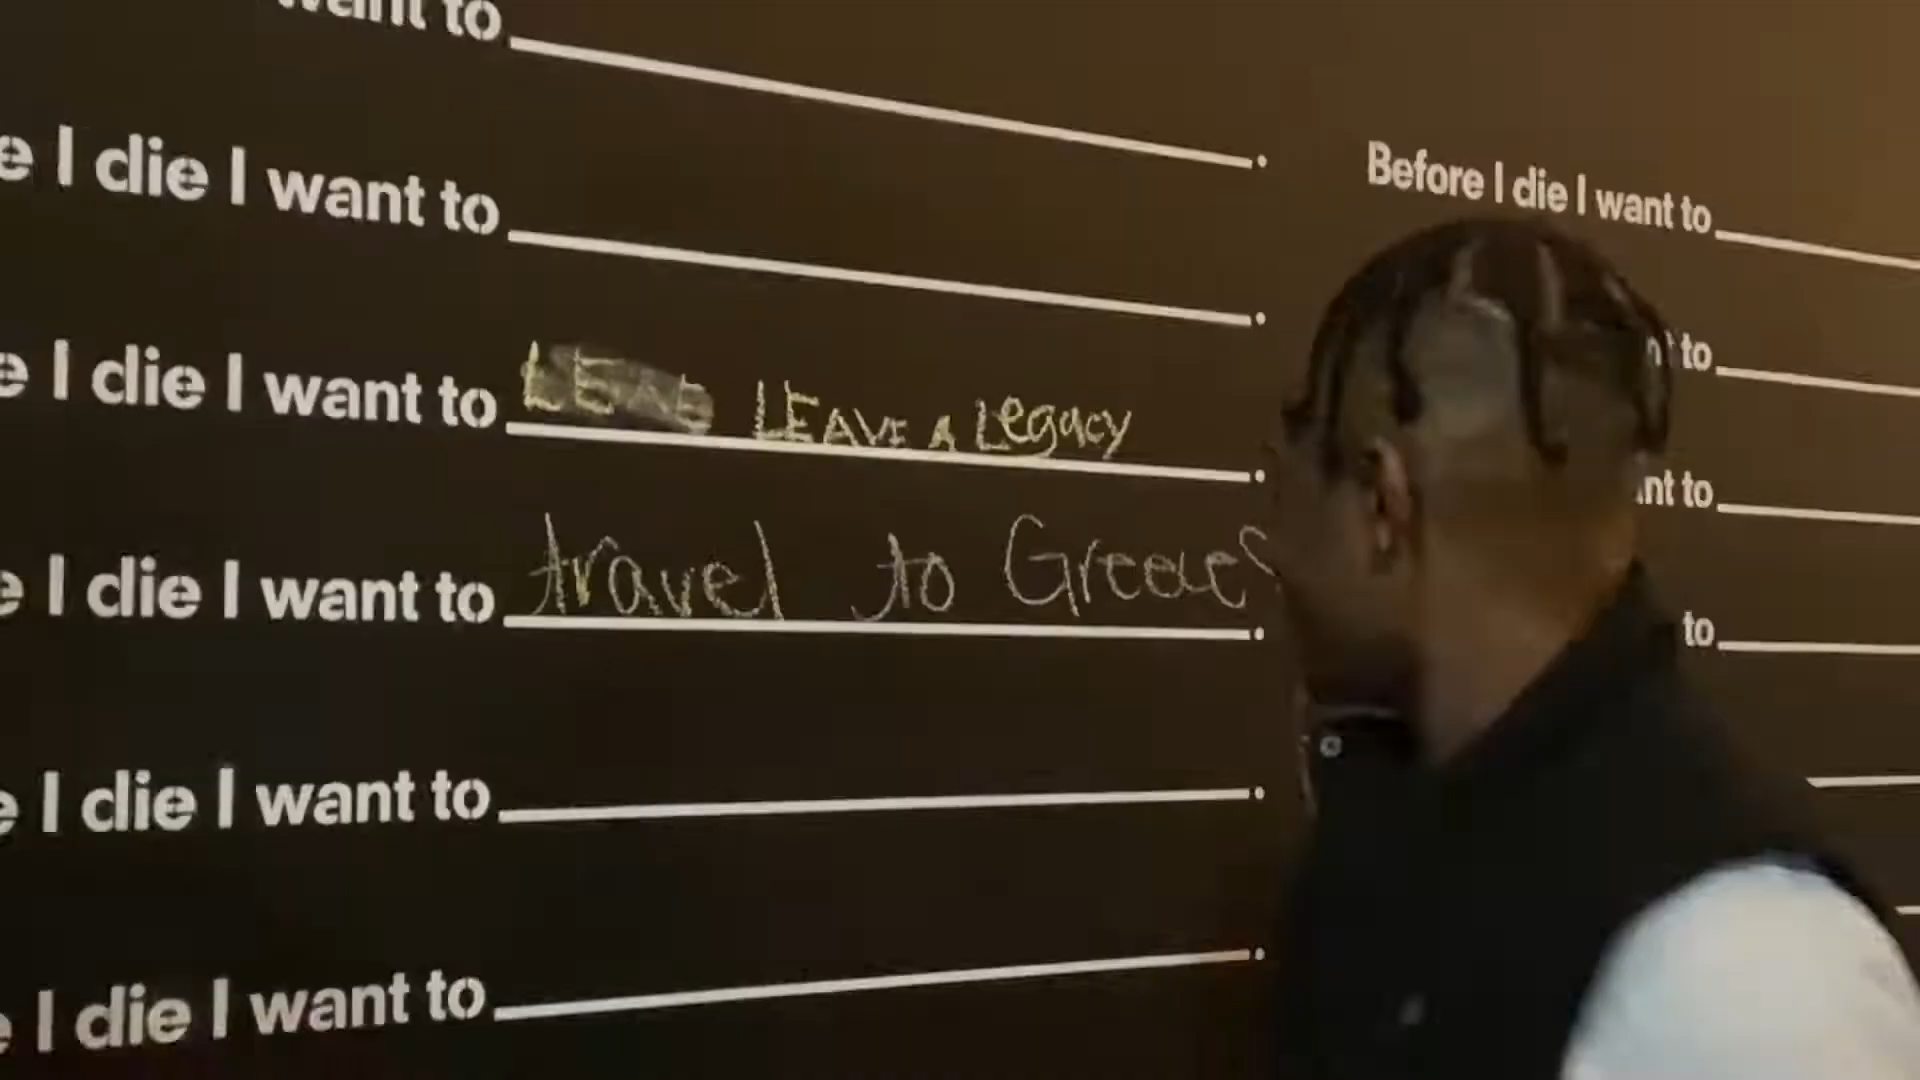 want to
e I die I want to
e I die I want to LEAE LEAVE A Legacy
e I die I want to travel to Greece
e I die I want to
e I die I want to
Before I die I want to
to
nt to
to